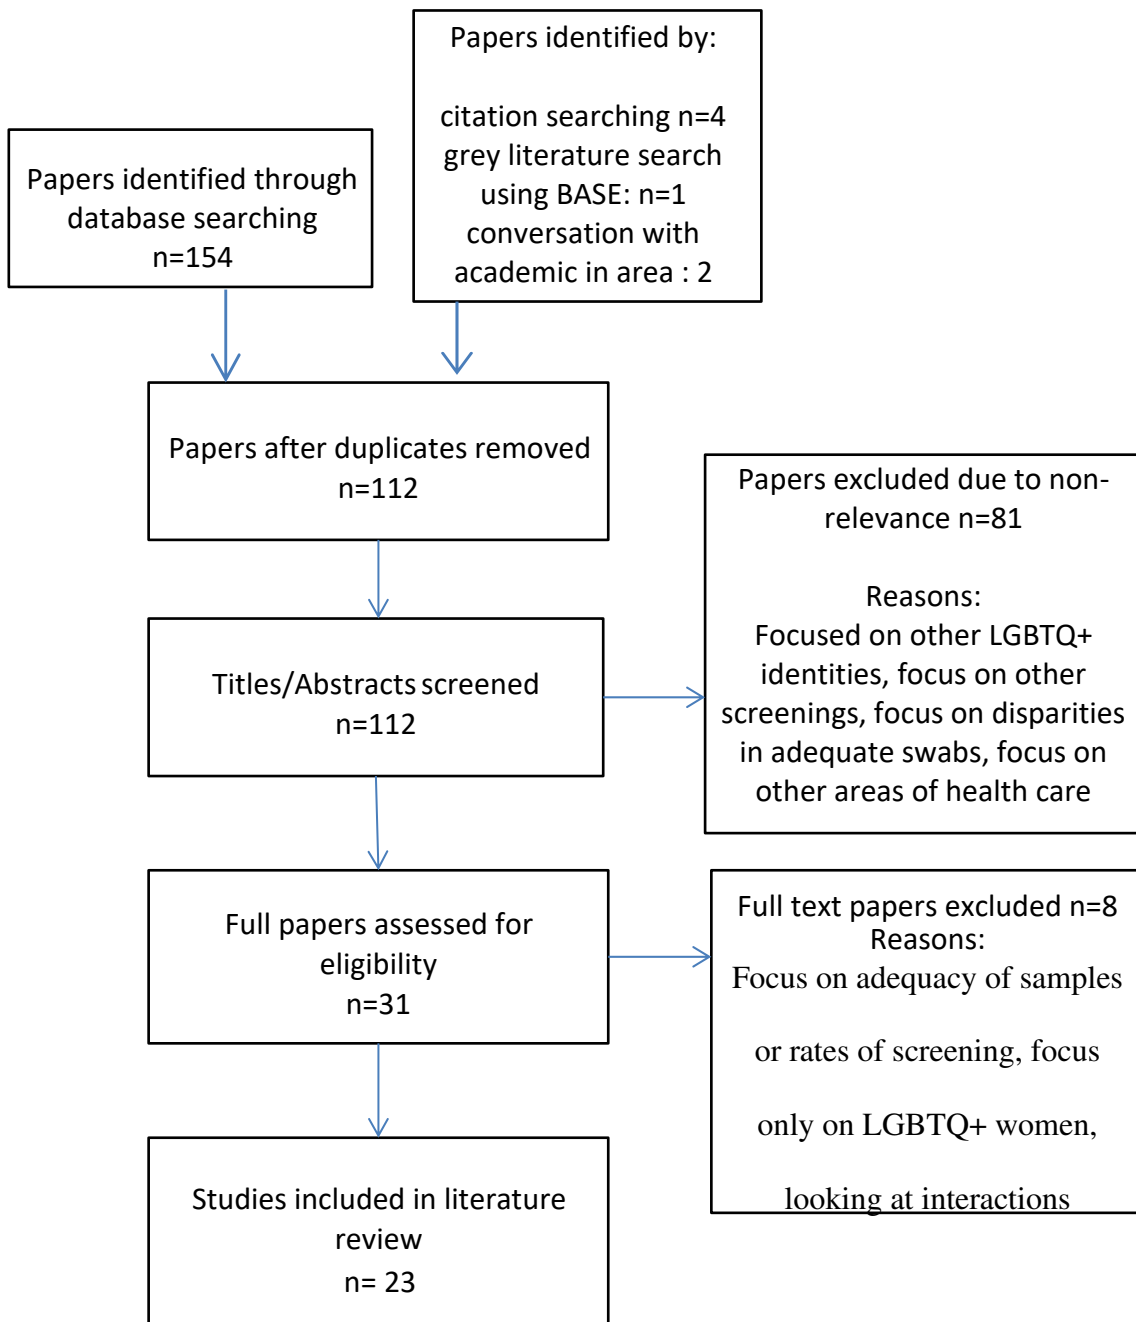 Papers identified by:
citation searching n=4
grey literature search
using BASE: n=1
conversation with
academic in area : 2
Papers identified through
database searching
n=154
Papers after duplicates removed
n=112
Papers excluded due to non-
relevance n=81
Reasons:
Focused on other LGBTQ+
identities, focus on other
screenings, focus on disparities
in adequate swabs, focus on
other areas of health care
Titles/Abstracts screened
n=112
Full papers assessed for
eligibility
n=31
Full text papers excluded n=8
Reasons:
Focus on adequacy of samples
or rates of screening, focus
only on LGBTQ+ women,
looking at interactions
Studies included in literature
review
n= 23